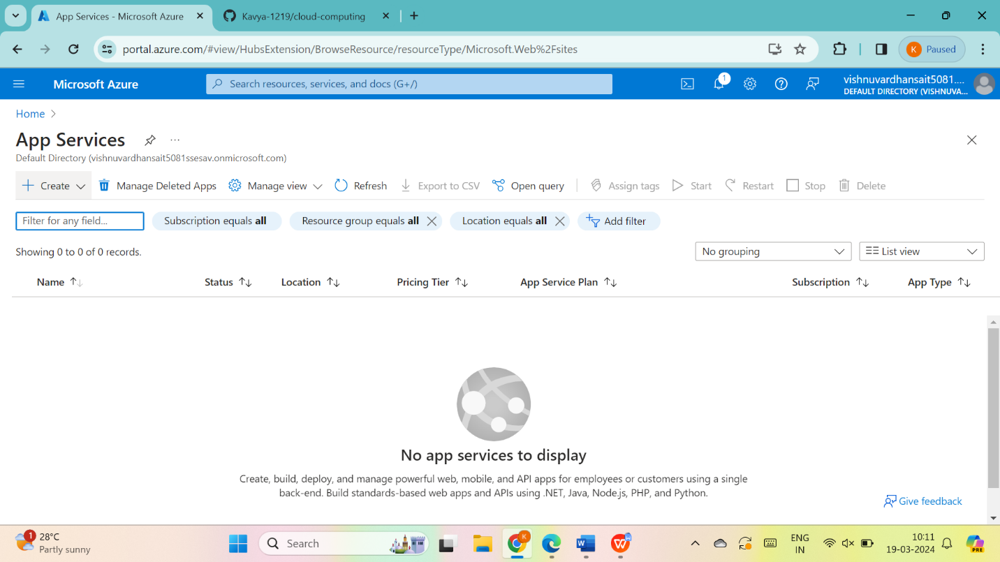 App Services - Microsoft Azure
Kavya-1219/cloud-computing
portal.azure.com/#view/HubsExtension/BrowseResource/resourceType/Microsoft.Web%2Fsites
K Paused
Microsoft Azure
Search resources, services, and docs (G+/)
1
vishnuvardhansait5081....
DEFAULT DIRECTORY (VISHNUVA...
Home
App Services
Default Directory (vishnuvardhansait5081ssesav.onmicrosoft.com)
Create
Manage Deleted Apps
Manage view
Refresh
Export to CSV
Open query
Assign tags
Start
Restart
Stop
Delete
Filter for any field...
Subscription equals all
Resource group equals all
Location equals all
Add filter
Showing 0 to 0 of 0 records.
No grouping
List view
Name
Status
Location
Pricing Tier
App Service Plan
Subscription
App Type
No app services to display
Create, build, deploy, and manage powerful web, mobile, and API apps for employees or customers using a single
back-end. Build standards-based web apps and APIs using .NET, Java, Node.js, PHP, and Python.
Give feedback
1
28°C
Partly sunny
Search
K
W
W
ENG
IN
10:11
19-03-2024
PRE